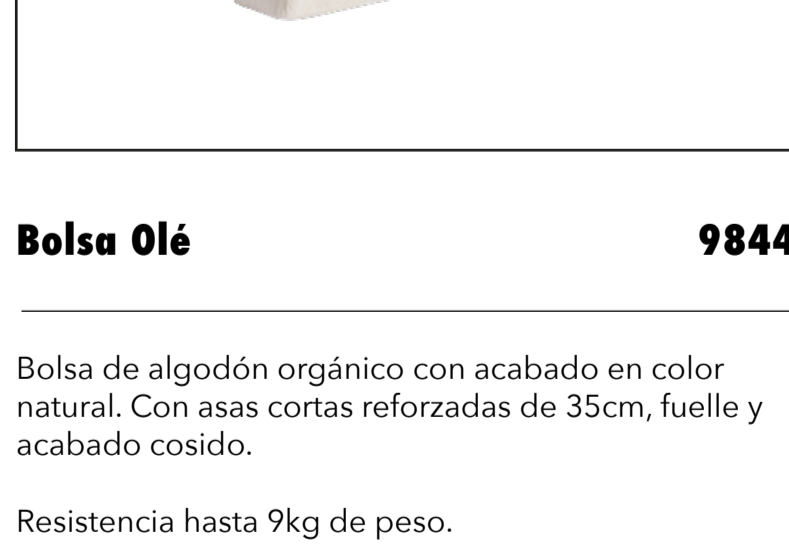 Bolsa Olé 9844
Bolsa de algodón orgánico con acabado en color
natural. Con asas cortas reforzadas de 35cm, fuelle y
acabado cosido.
Resistencia hasta 9kg de peso.